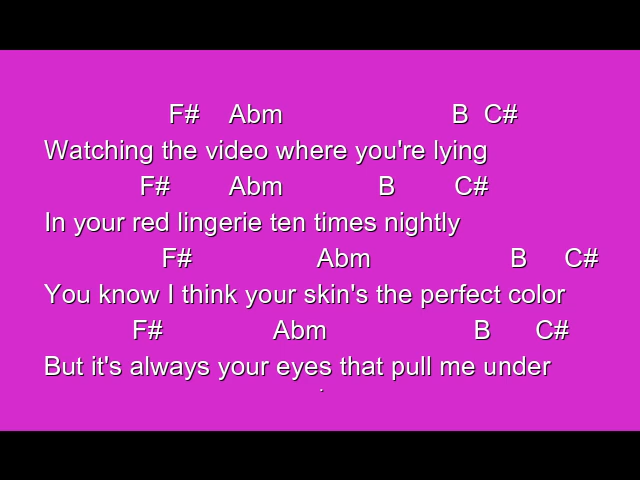 F# Abm B C#
Watching the video where you're lying
F# Abm B C#
In your red lingerie ten times nightly
F# Abm B C#
You know I think your skin's the perfect color
F# Abm B C#
But it's always your eyes that pull me under